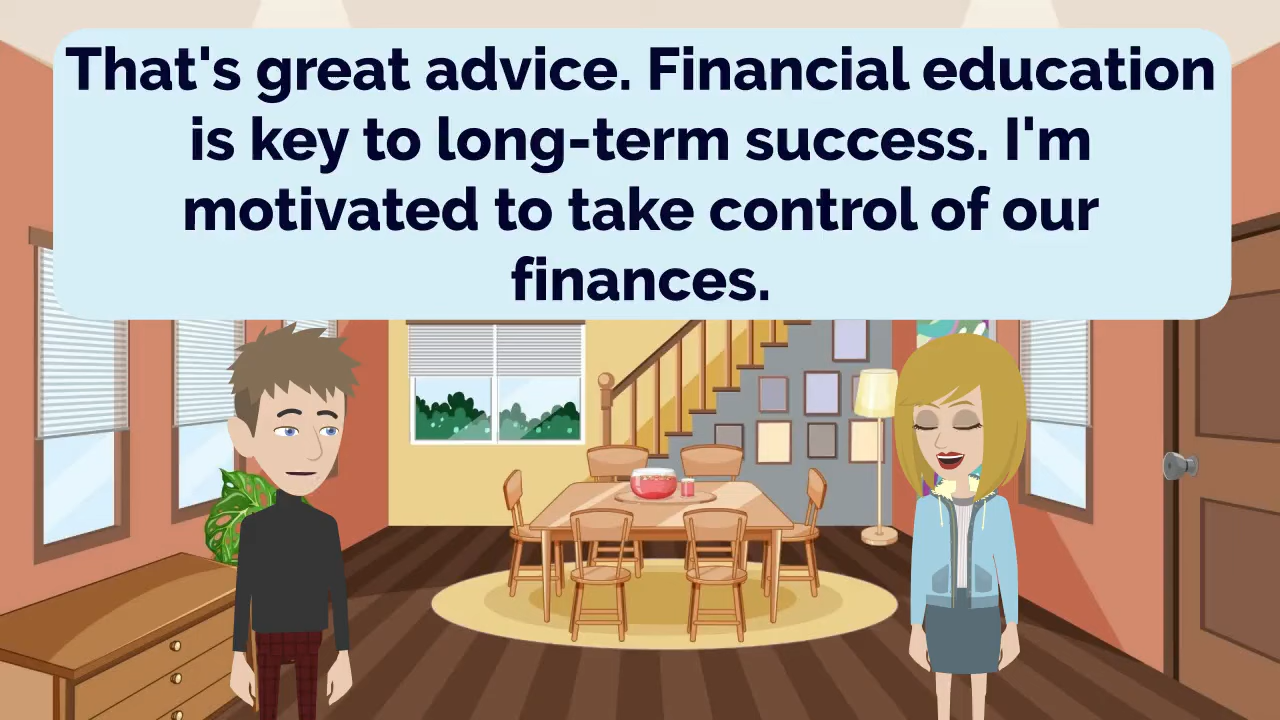 That's great advice. Financial education
is key to long-term success. I'm
motivated to take control of our
finances.